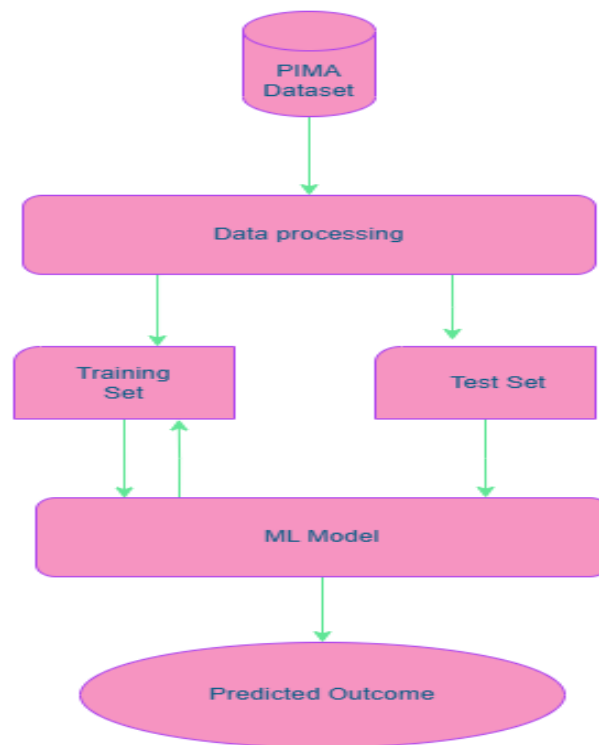 PIMA
Dataset
Data processing
Training
Set
Test Set
ML Model
Predicted Outcome